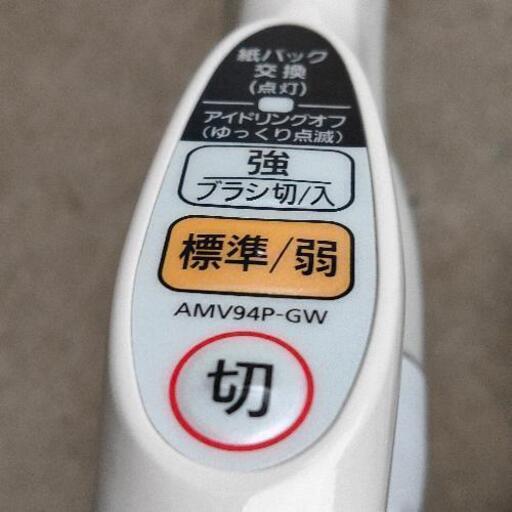 紙パック
交換
(点灯)
アイドリングオフ
(ゆっくり点滅)
強
ブラシ切/入
標準/弱
AMV94P-GW
切